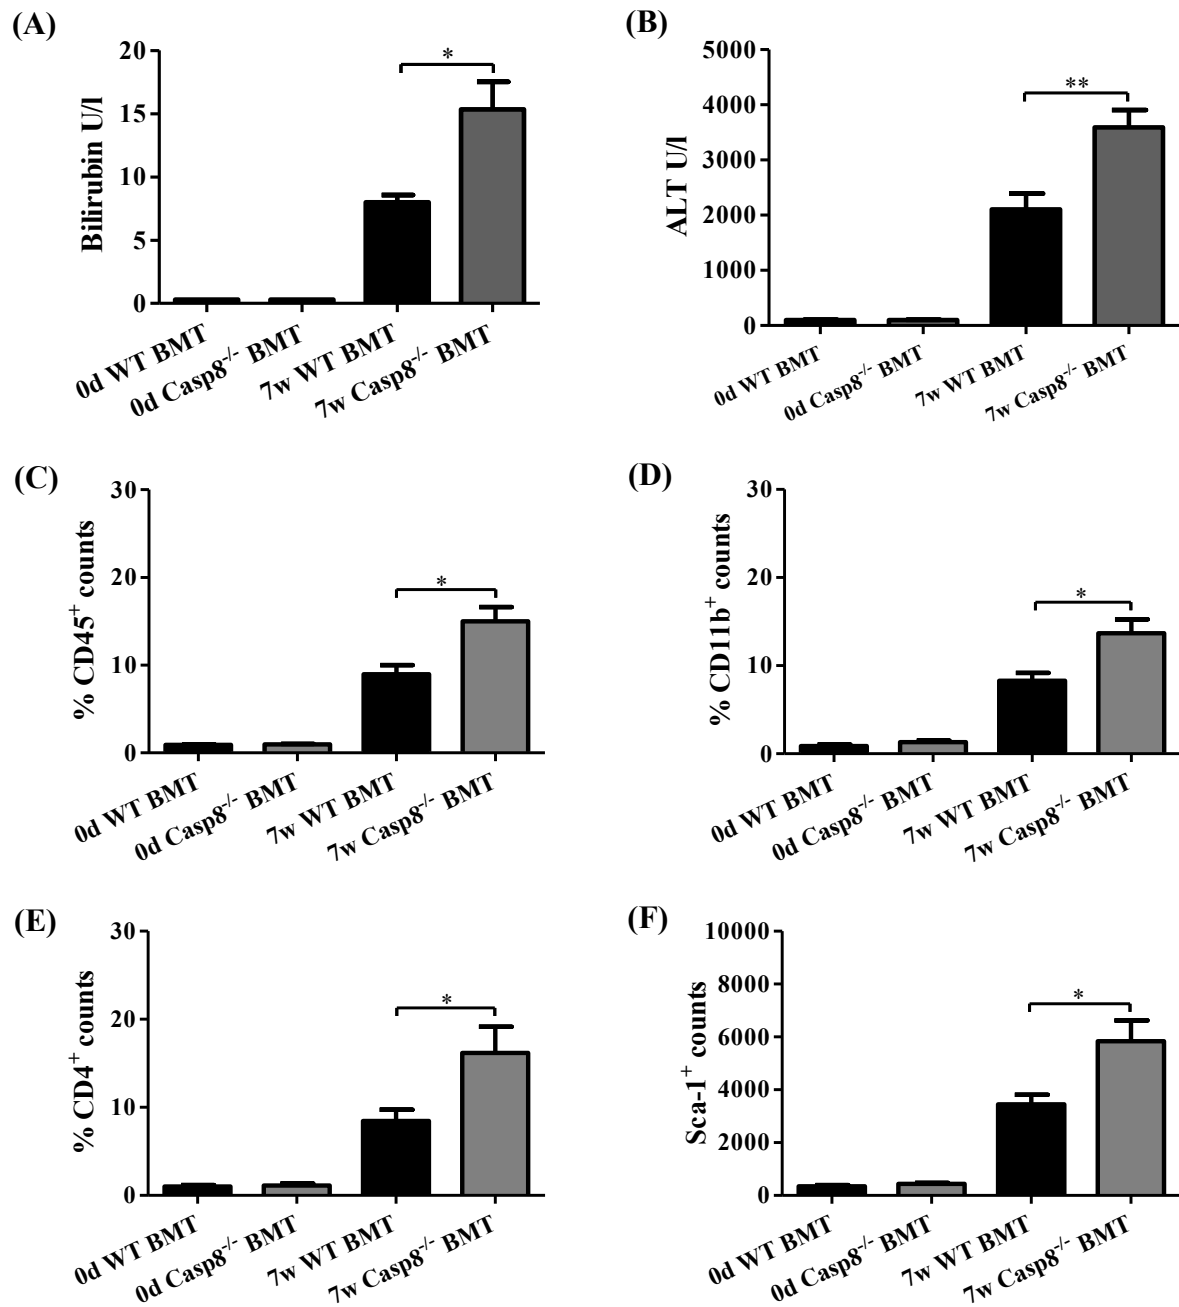 (A)
Bilirubin U/l
20
15
10
5
0
*
0d WT BMT
0d Casp8⁻/⁻ BMT
7w WT BMT
7w Casp8⁻/⁻ BMT
(B)
ALT U/l
5000
4000
3000
2000
1000
0
**
0d WT BMT
0d Casp8⁻/⁻ BMT
7w WT BMT
7w Casp8⁻/⁻ BMT
(C)
% CD45⁺ counts
30
20
10
0
*
0d WT BMT
0d Casp8⁻/⁻ BMT
7w WT BMT
7w Casp8⁻/⁻ BMT
(D)
% CD11b⁺ counts
30
20
10
0
*
0d WT BMT
0d Casp8⁻/⁻ BMT
7w WT BMT
7w Casp8⁻/⁻ BMT
(E)
% CD4⁺ counts
30
20
10
0
*
0d WT BMT
0d Casp8⁻/⁻ BMT
7w WT BMT
7w Casp8⁻/⁻ BMT
(F)
Sca-1⁺ counts
10000
8000
6000
4000
2000
0
*
0d WT BMT
0d Casp8⁻/⁻ BMT
7w WT BMT
7w Casp8⁻/⁻ BMT